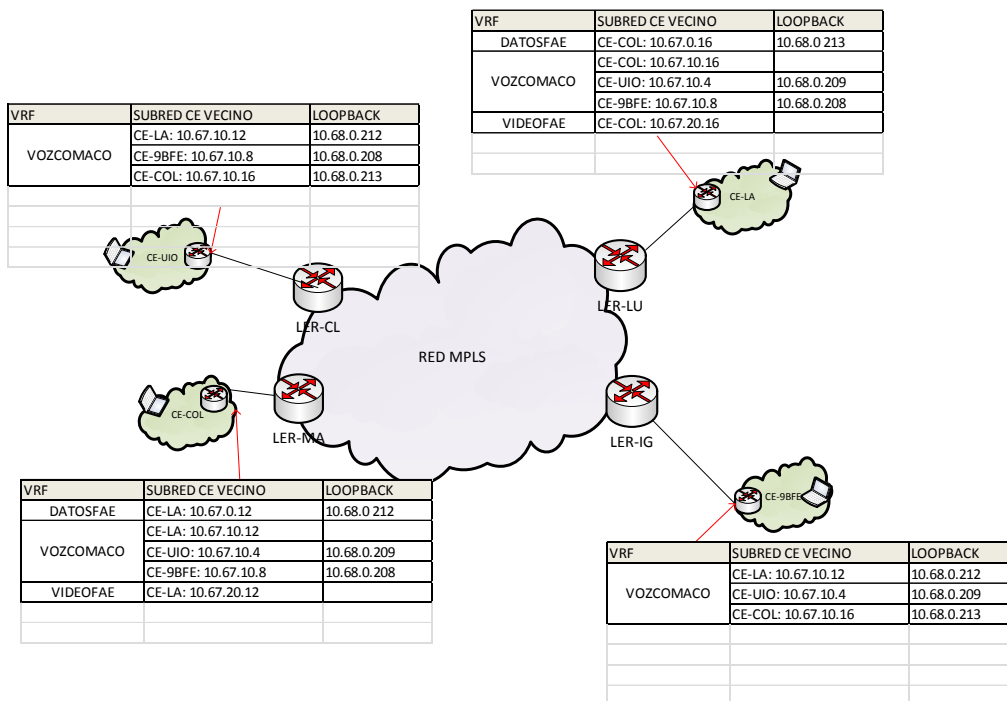 VRF SUBRED CE VECINO LOOPBACK
DATOSFAE CE-COL: 10.67.0.16 10.68.0 213
CE-COL: 10.67.10.16
VOZCOMACO CE-UIO: 10.67.10.4 10.68.0.209
CE-9BFE: 10.67.10.8 10.68.0.208
VIDEOFAE CE-COL: 10.67.20.16
VRF SUBRED CE VECINO LOOPBACK
CE-LA: 10.67.10.12 10.68.0.212
VOZCOMACO CE-9BFE: 10.67.10.8 10.68.0.208
CE-COL: 10.67.10.16 10.68.0.213
CE-LA
CE-UIO
LER-LU
LER-CL
RED MPLS
CE-COL
LER-MA
LER-IG
VRF SUBRED CE VECINO LOOPBACK
DATOSFAE CE-LA: 10.67.0.12 10.68.0 212
CE-LA: 10.67.10.12
VOZCOMACO CE-UIO: 10.67.10.4 10.68.0.209
CE-9BFE: 10.67.10.8 10.68.0.208
VIDEOFAE CE-LA: 10.67.20.12
CE-9BFE
VRF SUBRED CE VECINO LOOPBACK
CE-LA: 10.67.10.12 10.68.0.212
VOZCOMACO CE-UIO: 10.67.10.4 10.68.0.209
CE-COL: 10.67.10.16 10.68.0.213